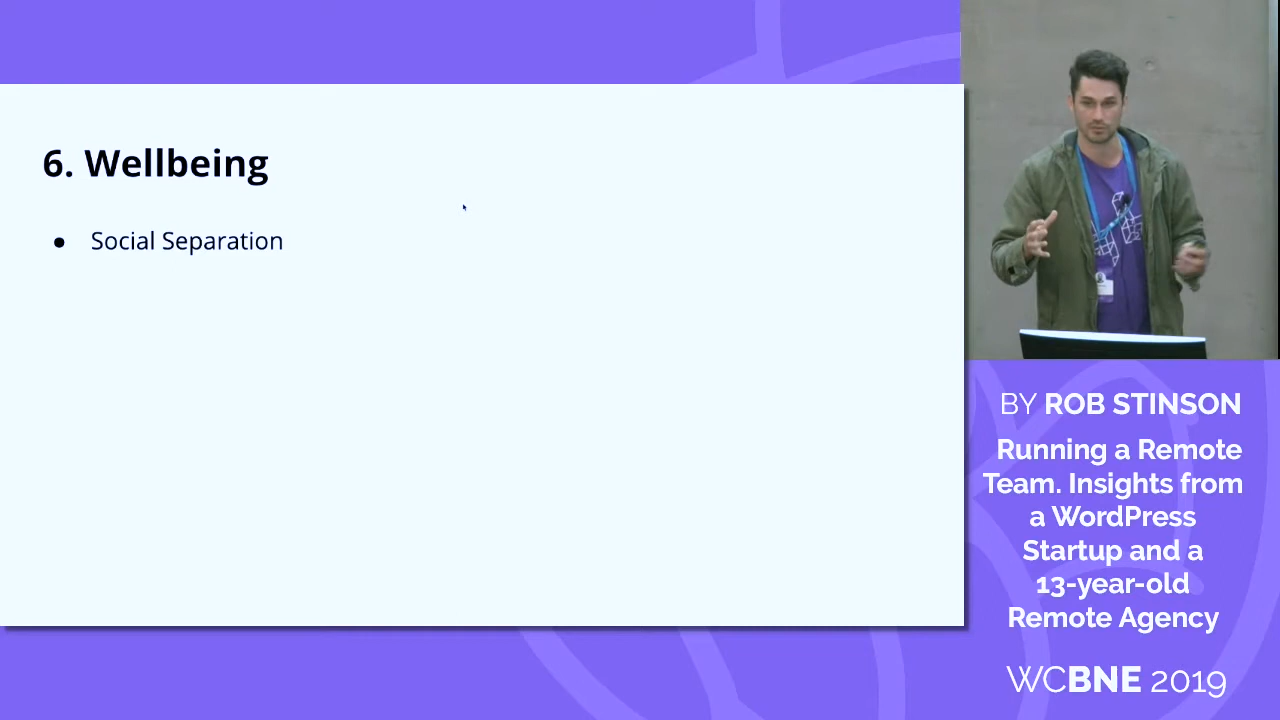 6. Wellbeing
● Social Separation
BY ROB STINSON
Running a Remote
Team. Insights from
a WordPress
Startup and a
13-year-old
Remote Agency
WCBNE 2019